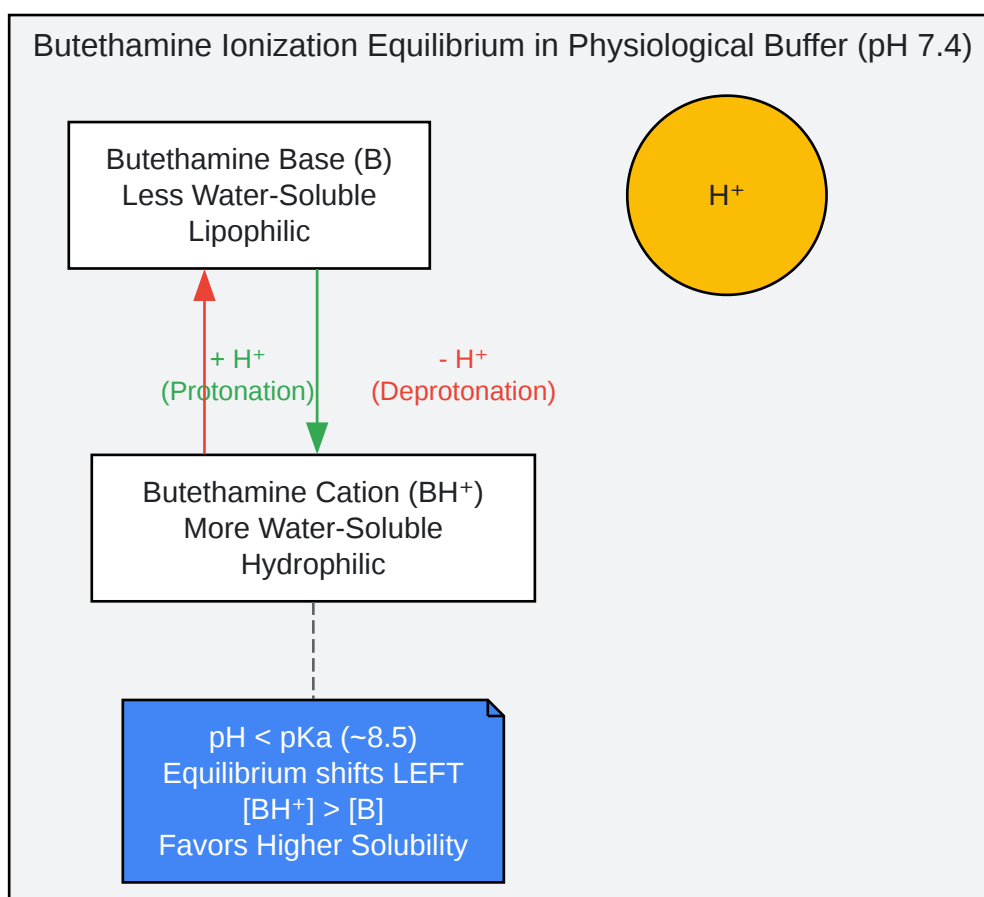 Butethamine Ionization Equilibrium in Physiological Buffer (pH 7.4)
Butethamine Base (B)
Less Water-Soluble
Lipophilic
H⁺
+ H⁺
(Protonation)
- H⁺
(Deprotonation)
Butethamine Cation (BH⁺)
More Water-Soluble
Hydrophilic
pH < pKa (~8.5)
Equilibrium shifts LEFT
[BH⁺] > [B]
Favors Higher Solubility